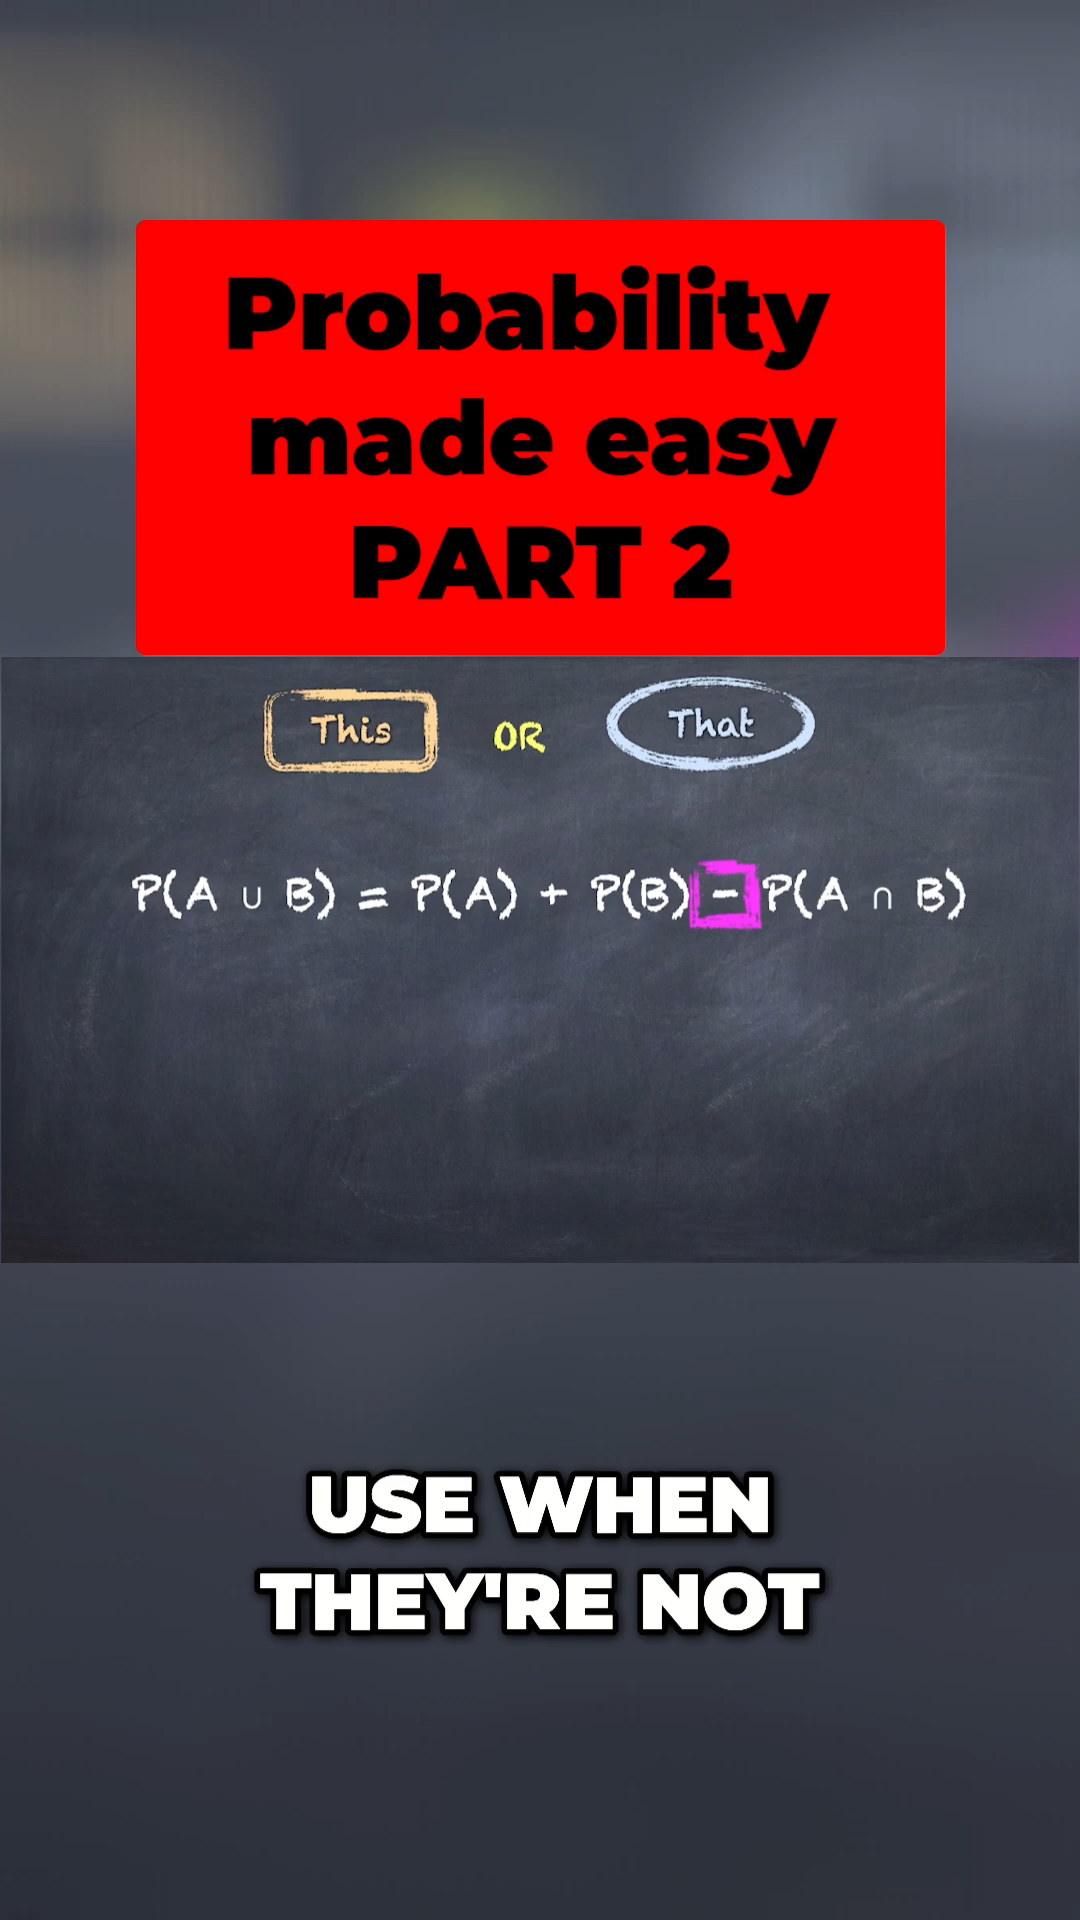 Probability
made easy
PART 2
This OR That
P(A ∪ B) = P(A) + P(B) - P(A ∩ B)
USE WHEN
THEY'RE NOT